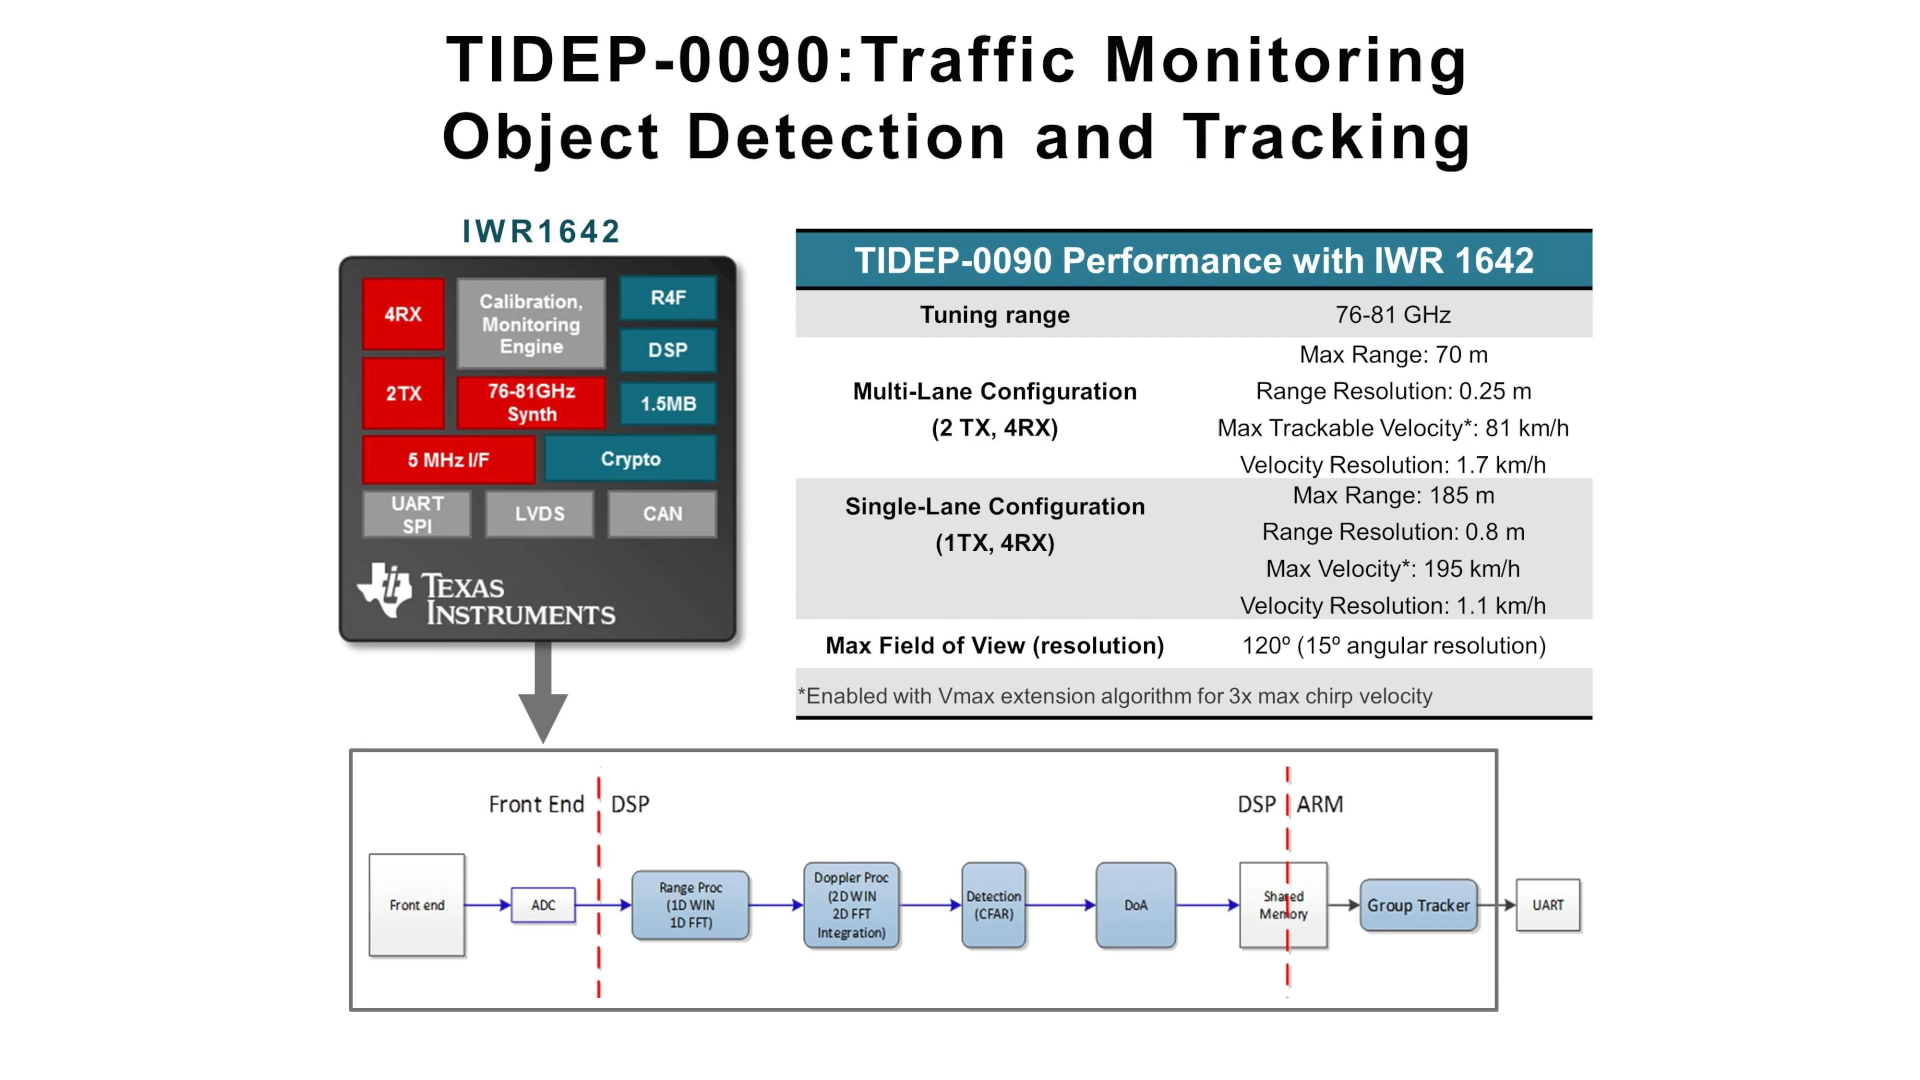 TIDEP-0090:Traffic Monitoring
Object Detection and Tracking
IWR1642
4RX
Calibration,
Monitoring
Engine
R4F
DSP
2TX
76-81GHz
Synth
1.5MB
5 MHz I/F
Crypto
UART
SPI
LVDS
CAN
TEXAS
INSTRUMENTS
TIDEP-0090 Performance with IWR 1642
Tuning range
76-81 GHz
Multi-Lane Configuration
(2 TX, 4RX)
Max Range: 70 m
Range Resolution: 0.25 m
Max Trackable Velocity*: 81 km/h
Velocity Resolution: 1.7 km/h
Single-Lane Configuration
(1TX, 4RX)
Max Range: 185 m
Range Resolution: 0.8 m
Max Velocity*: 195 km/h
Velocity Resolution: 1.1 km/h
Max Field of View (resolution)
120º (15º angular resolution)
*Enabled with Vmax extension algorithm for 3x max chirp velocity
Front End
DSP
DSP
ARM
Front end
ADC
Range Proc
(1D WIN
1D FFT)
Doppler Proc
(2D WIN
2D FFT
Integration)
Detection
(CFAR)
DoA
Shared
Memory
Group Tracker
UART